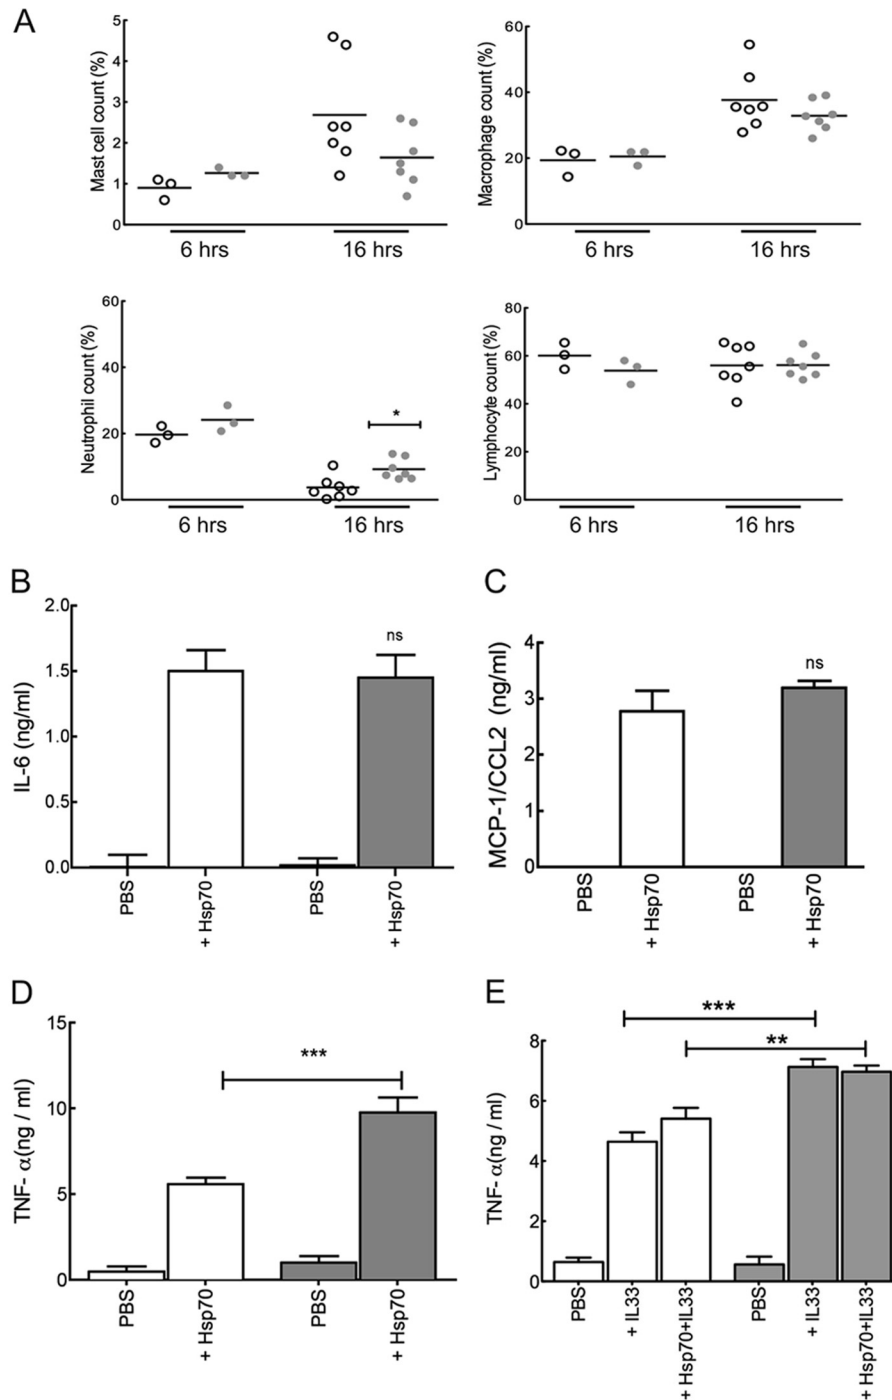 A
Mast cell count (%)
5
4
3
2
1
0
6 hrs
16 hrs
Macrophage count (%)
60
40
20
0
6 hrs
16 hrs
Neutrophil count (%)
60
40
20
0
*
6 hrs
16 hrs
Lymphocyte count (%)
80
60
40
20
0
6 hrs
16 hrs
B
IL-6 (ng/ml)
2.0
1.5
1.0
0.5
0.0
ns
PBS
+ Hsp70
PBS
+ Hsp70
C
MCP-1/CCL2 (ng/ml)
4
3
2
1
0
ns
PBS
+ Hsp70
PBS
+ Hsp70
D
TNF- α(ng / ml)
15
10
5
0
***
PBS
+ Hsp70
PBS
+ Hsp70
E
TNF- α(ng / ml)
8
6
4
2
0
***
**
PBS
+ IL33
+ Hsp70+IL33
PBS
+ IL33
+ Hsp70+IL33